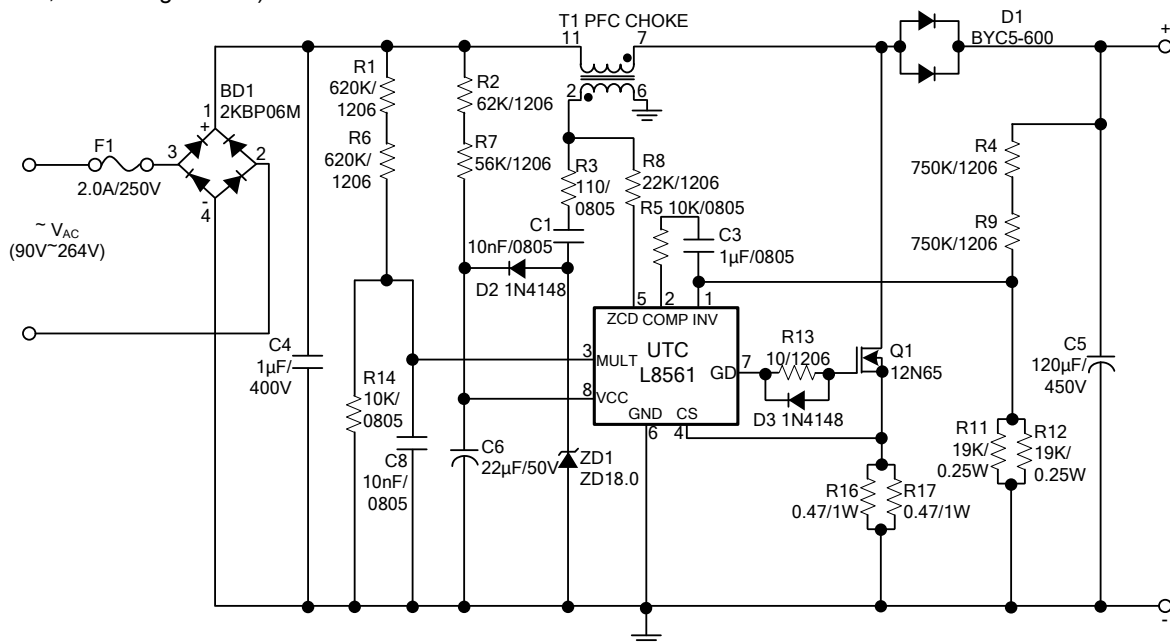 T1 PFC CHOKE
11
7
D1
BYC5-600
+
BD1
2KBP06M
1
+
3
2
-
4
F1
2.0A/250V
~ VAC
(90V~264V)
R1
620K/
1206
R6
620K/
1206
R2
62K/1206
R7
56K/1206
2
6
R3
110/
0805
R8
22K/1206
R5 10K/0805
C1
10nF/0805
C3
1μF/0805
D2 1N4148
R4
750K/1206
R9
750K/1206
5
2
1
ZCD COMP INV
3
MULT
UTC
L8561
GD
7
8
VCC
GND
CS
6
4
R13
10/1206
D3 1N4148
Q1
12N65
C5
120μF/
450V
C4
1μF/
400V
R14
10K/
0805
C8
10nF/
0805
C6
22μF/50V
ZD1
ZD18.0
R16
0.47/1W
R17
0.47/1W
R11
19K/
0.25W
R12
19K/
0.25W
-